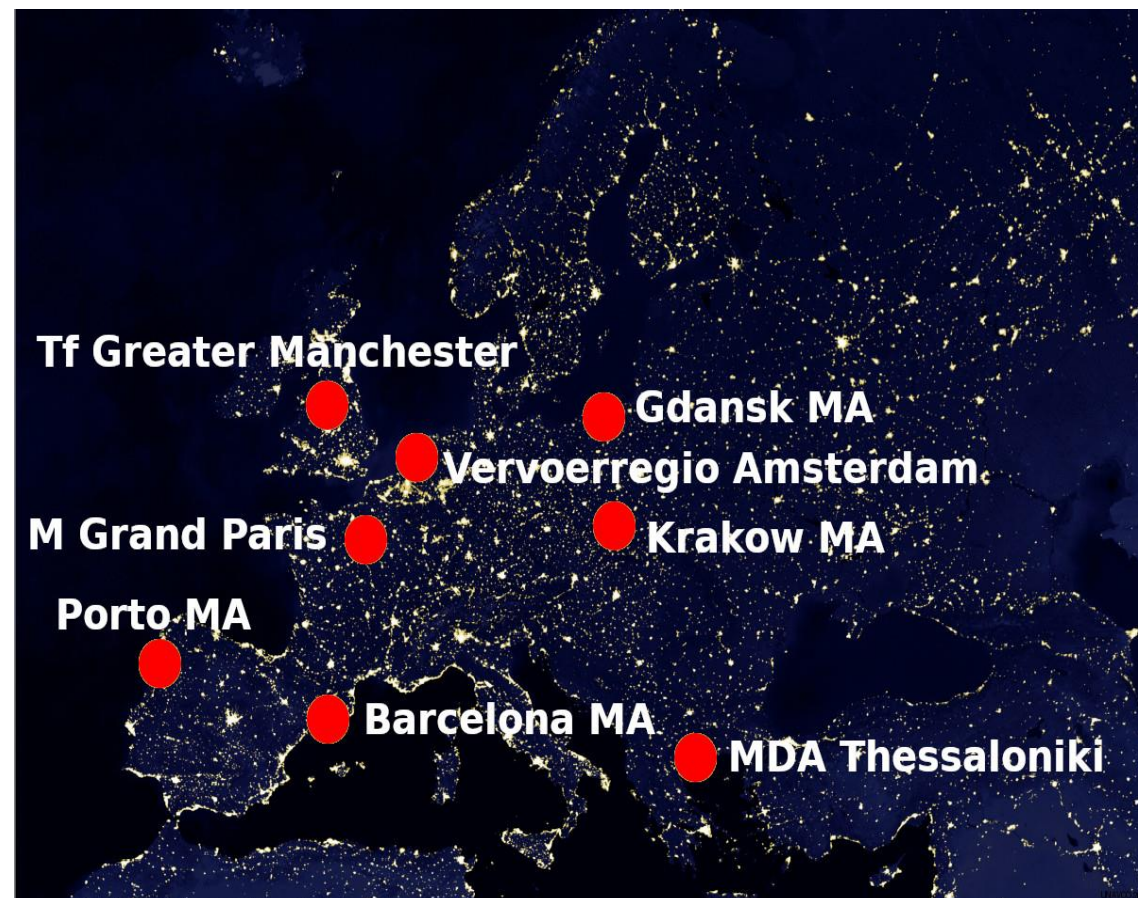 Tf Greater Manchester
Gdansk MA
Vervoerregio Amsterdam
M Grand Paris
Krakow MA
Porto MA
Barcelona MA
MDA Thessaloniki